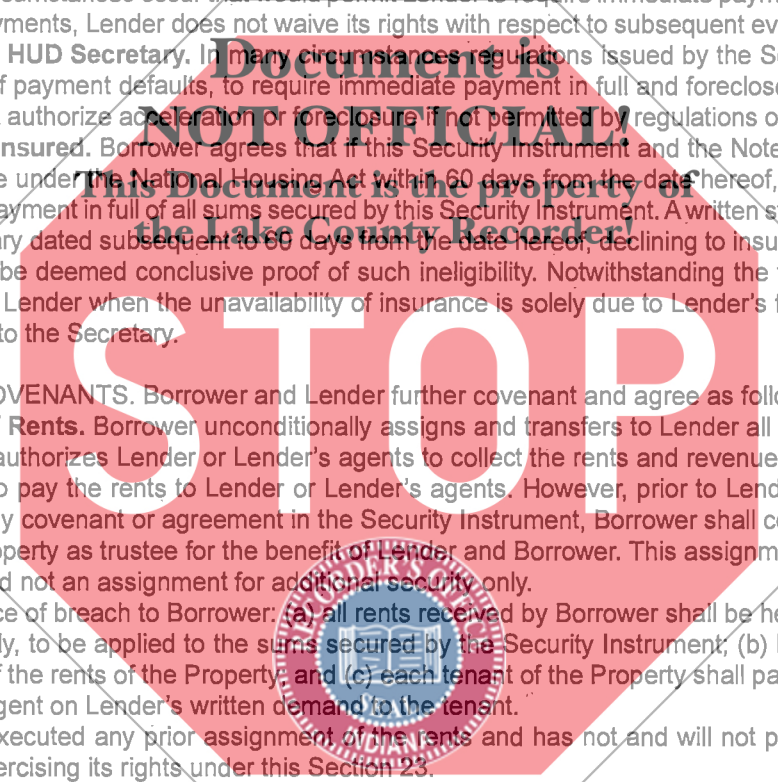 yments, Lender does not waive its rights with respect to subsequent ev
HUD Secretary. In many circumstances regulations issued by the S
f payment defaults, to require immediate payment in full and foreclos
authorize acceleration or foreclosure if not permitted by regulations o
nsured. Borrower agrees that if this Security Instrument and the Note
e under the National Housing Act within 60 days from the date hereof,
ayment in full of all sums secured by this Security Instrument. A written s
ry dated subsequent to 60 days from the date hereof, declining to insu
be deemed conclusive proof of such ineligibility. Notwithstanding the
Lender when the unavailability of insurance is solely due to Lender's f
to the Secretary.
OVENANTS. Borrower and Lender further covenant and agree as follo
Rents. Borrower unconditionally assigns and transfers to Lender all
authorizes Lender or Lender's agents to collect the rents and revenue
o pay the rents to Lender or Lender's agents. However, prior to Lend
y covenant or agreement in the Security Instrument, Borrower shall c
operty as trustee for the benefit of Lender and Borrower. This assignm
d not an assignment for additional security only.
ce of breach to Borrower: (a) all rents received by Borrower shall be he
ly, to be applied to the sums secured by the Security Instrument; (b)
f the rents of the Property; and (c) each tenant of the Property shall pa
gent on Lender's written demand to the tenant.
xecuted any prior assignment of the rents and has not and will not p
ercising its rights under this Section 23.
Document is
NOT OFFICIAL!
This Document is the property of
the Lake County Recorder!
STOP
RECORDER'S OFFICE
SEAL
INDIANA